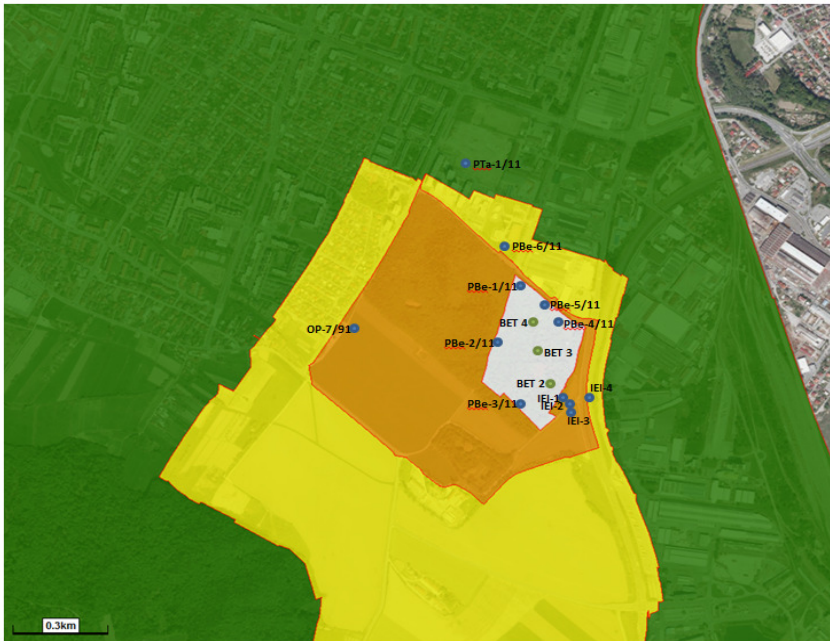 PTa-1/11
PBe-6/11
PBe-1/11
PBe-5/11
BET 4
PBe-4/11
OP-7/91
PBe-2/11
BET 3
BET 2
IEI-4
IEI-1
PBe-3/11
IEI-2
IEI-3
0.3km